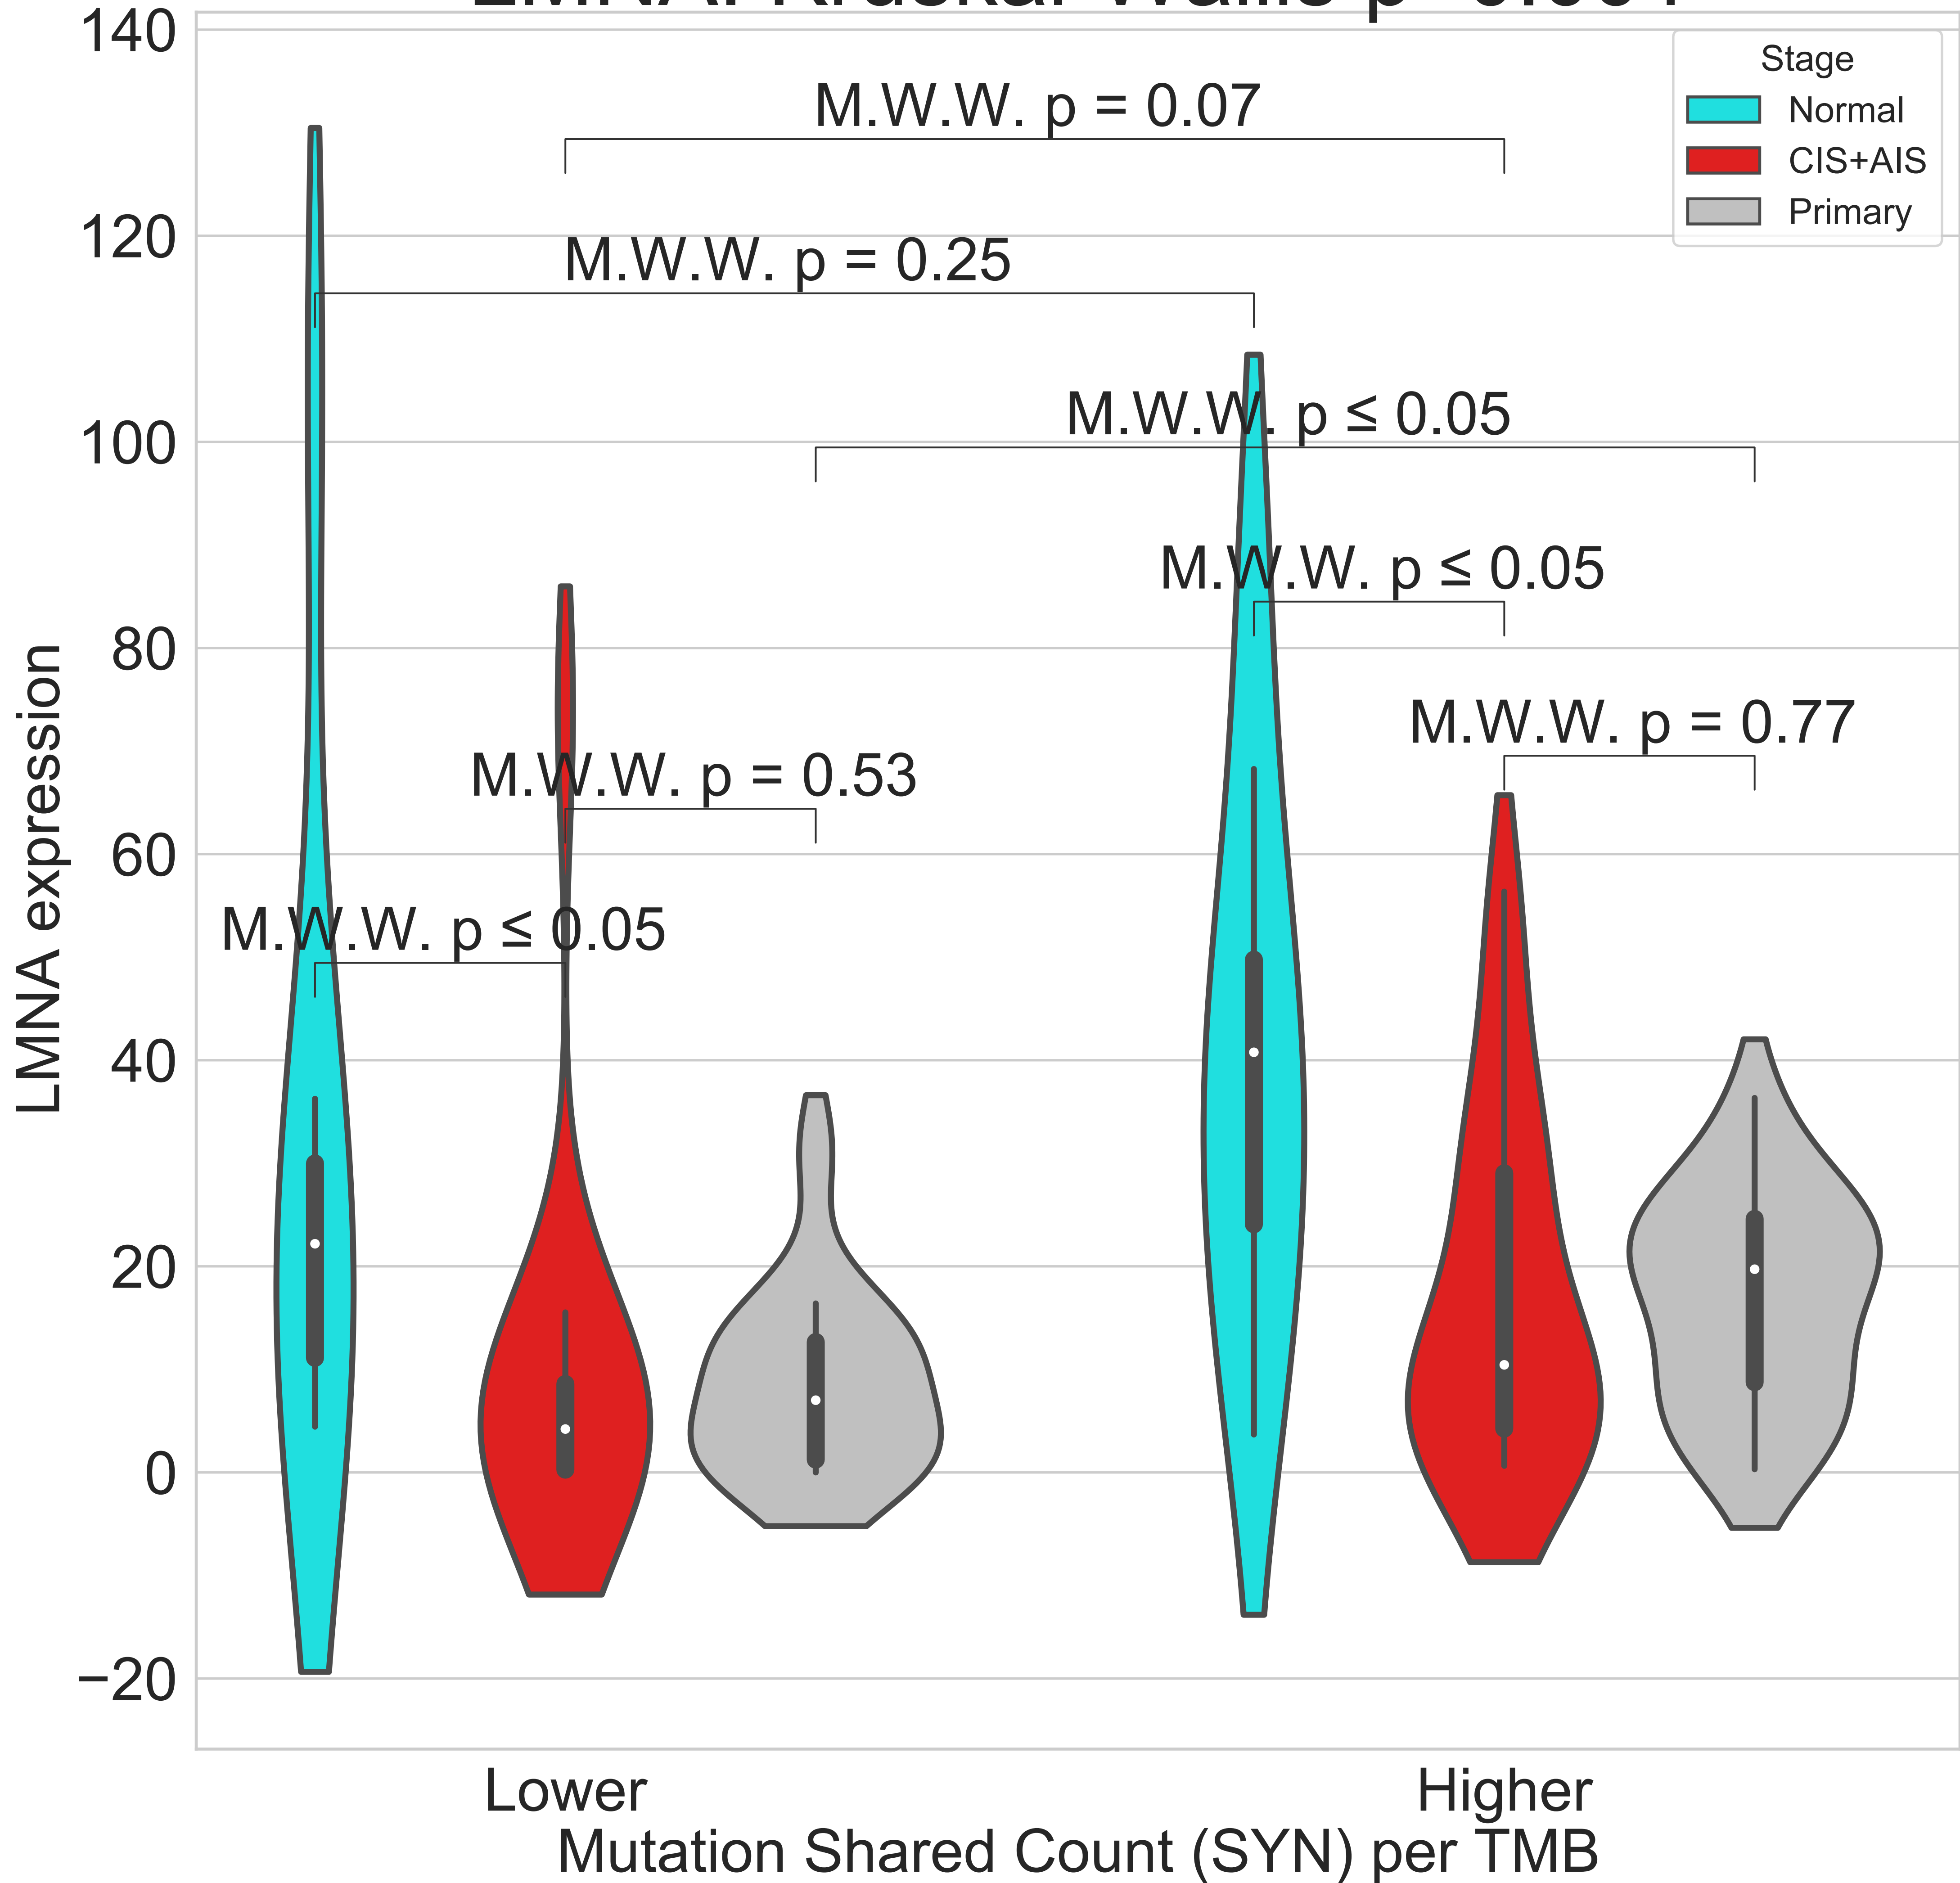 140
120
100
80
60
40
20
0
−20
LMNA expression
Stage
Normal
CIS+AIS
Primary
M.W.W. p = 0.07
M.W.W. p = 0.25
M.W.W. p ≤ 0.05
M.W.W. p ≤ 0.05
M.W.W. p = 0.77
M.W.W. p = 0.53
M.W.W. p ≤ 0.05
Lower
Higher
Mutation Shared Count (SYN) per TMB